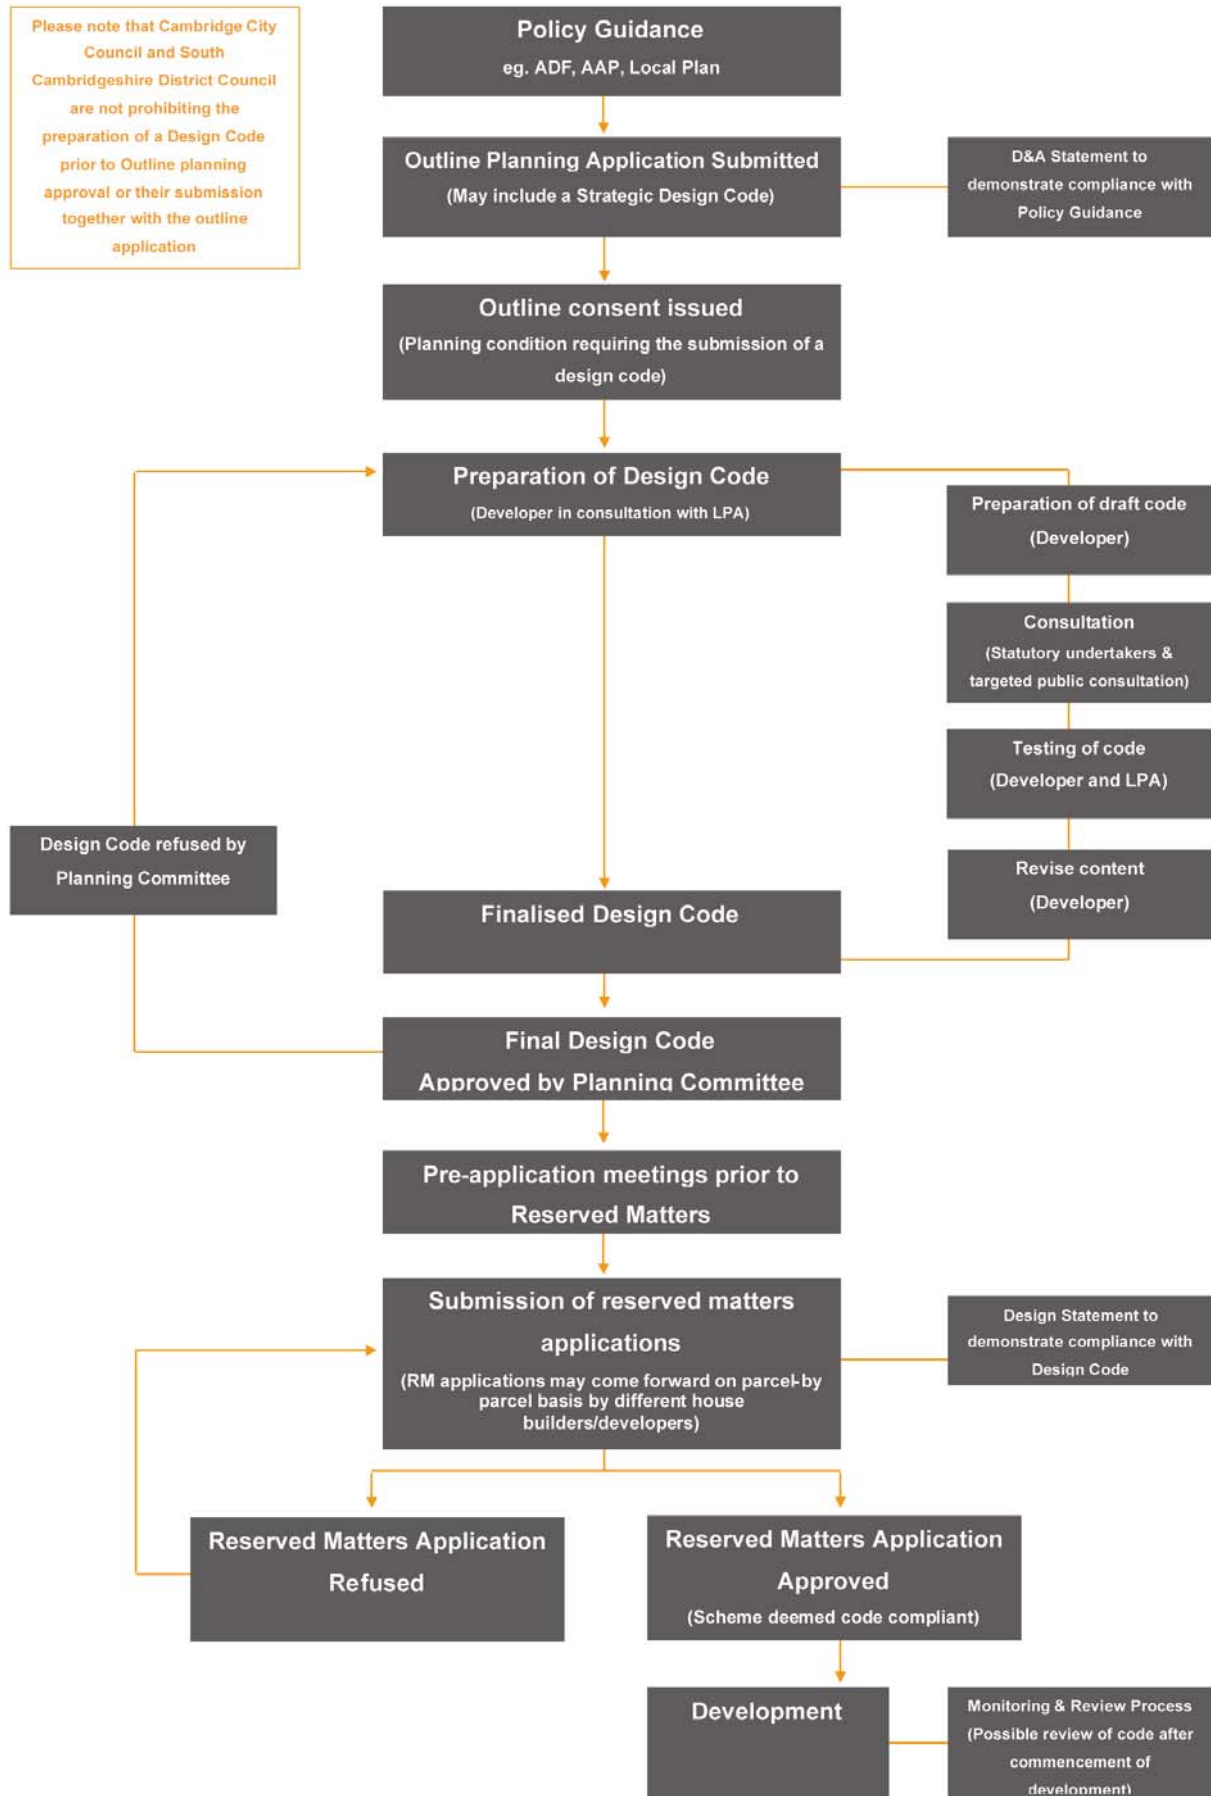 Please note that Cambridge City
Council and South
Cambridgeshire District Council
are not prohibiting the
preparation of a Design Code
prior to Outline planning
approval or their submission
together with the outline
application
Policy Guidance
eg. ADF, AAP, Local Plan
Outline Planning Application Submitted
(May include a Strategic Design Code)
D&A Statement to
demonstrate compliance with
Policy Guidance
Outline consent issued
(Planning condition requiring the submission of a
design code)
Preparation of Design Code
(Developer in consultation with LPA)
Preparation of draft code
(Developer)
Consultation
(Statutory undertakers &
targeted public consultation)
Testing of code
(Developer and LPA)
Revise content
(Developer)
Design Code refused by
Planning Committee
Finalised Design Code
Final Design Code
Approved by Planning Committee
Pre-application meetings prior to
Reserved Matters
Submission of reserved matters
applications
(RM applications may come forward on parcel-by
parcel basis by different house
builders/developers)
Design Statement to
demonstrate compliance with
Design Code
Reserved Matters Application
Refused
Reserved Matters Application
Approved
(Scheme deemed code compliant)
Development
Monitoring & Review Process
(Possible review of code after
commencement of
development)